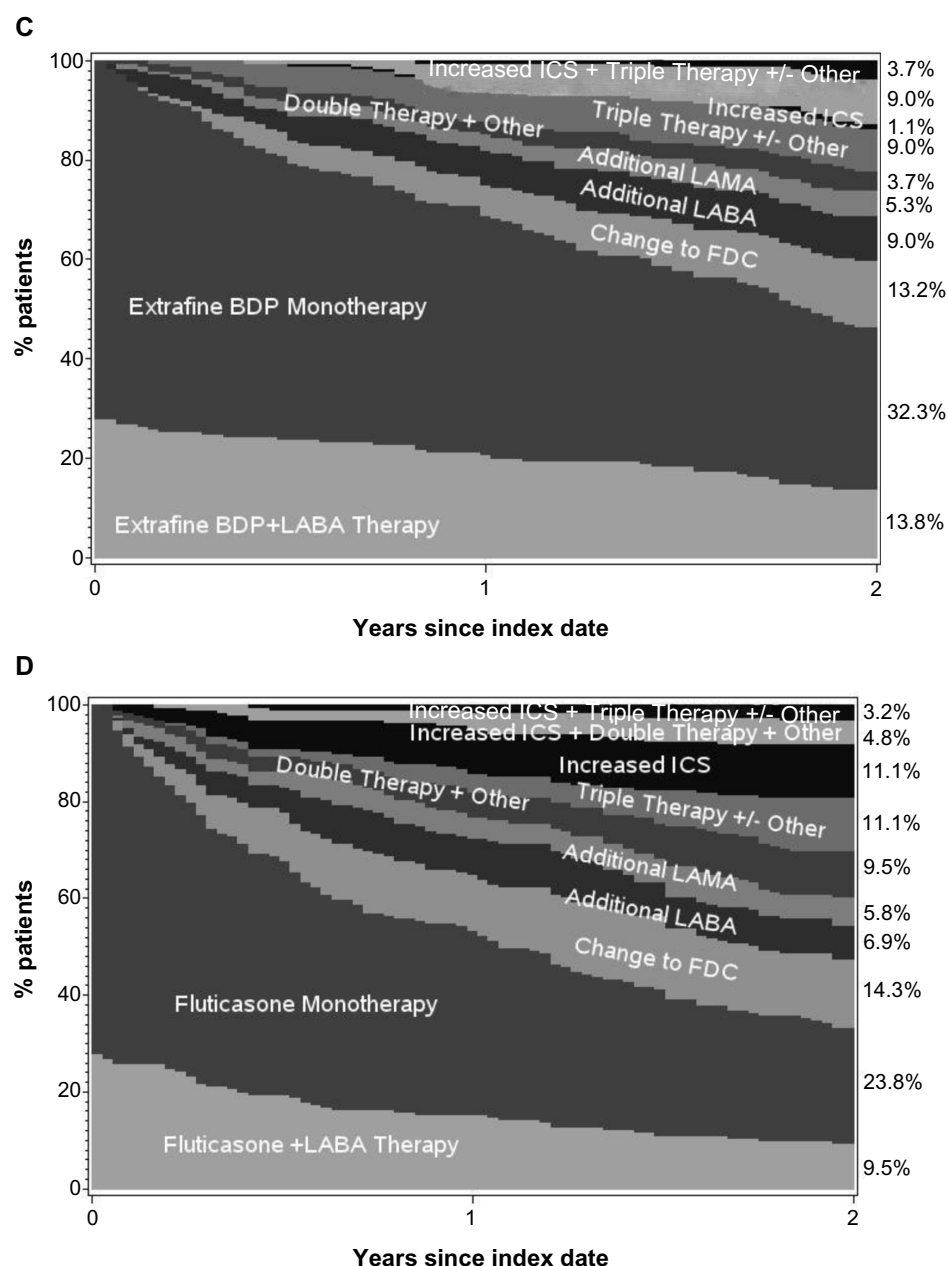 C
100
80
60
40
20
0
% patients
Increased ICS + Triple Therapy +/- Other
Increased ICS
Double Therapy + Other
Triple Therapy +/- Other
Additional LAMA
Additional LABA
Change to FDC
Extrafine BDP Monotherapy
Extrafine BDP+LABA Therapy
3.7%
9.0%
1.1%
9.0%
3.7%
5.3%
9.0%
13.2%
32.3%
13.8%
0
1
2
Years since index date
D
100
80
60
40
20
0
% patients
Increased ICS + Triple Therapy +/- Other
Increased ICS + Double Therapy + Other
Increased ICS
Double Therapy + Other
Triple Therapy +/- Other
Additional LAMA
Additional LABA
Change to FDC
Fluticasone Monotherapy
Fluticasone +LABA Therapy
3.2%
4.8%
11.1%
11.1%
9.5%
5.8%
6.9%
14.3%
23.8%
9.5%
0
1
2
Years since index date